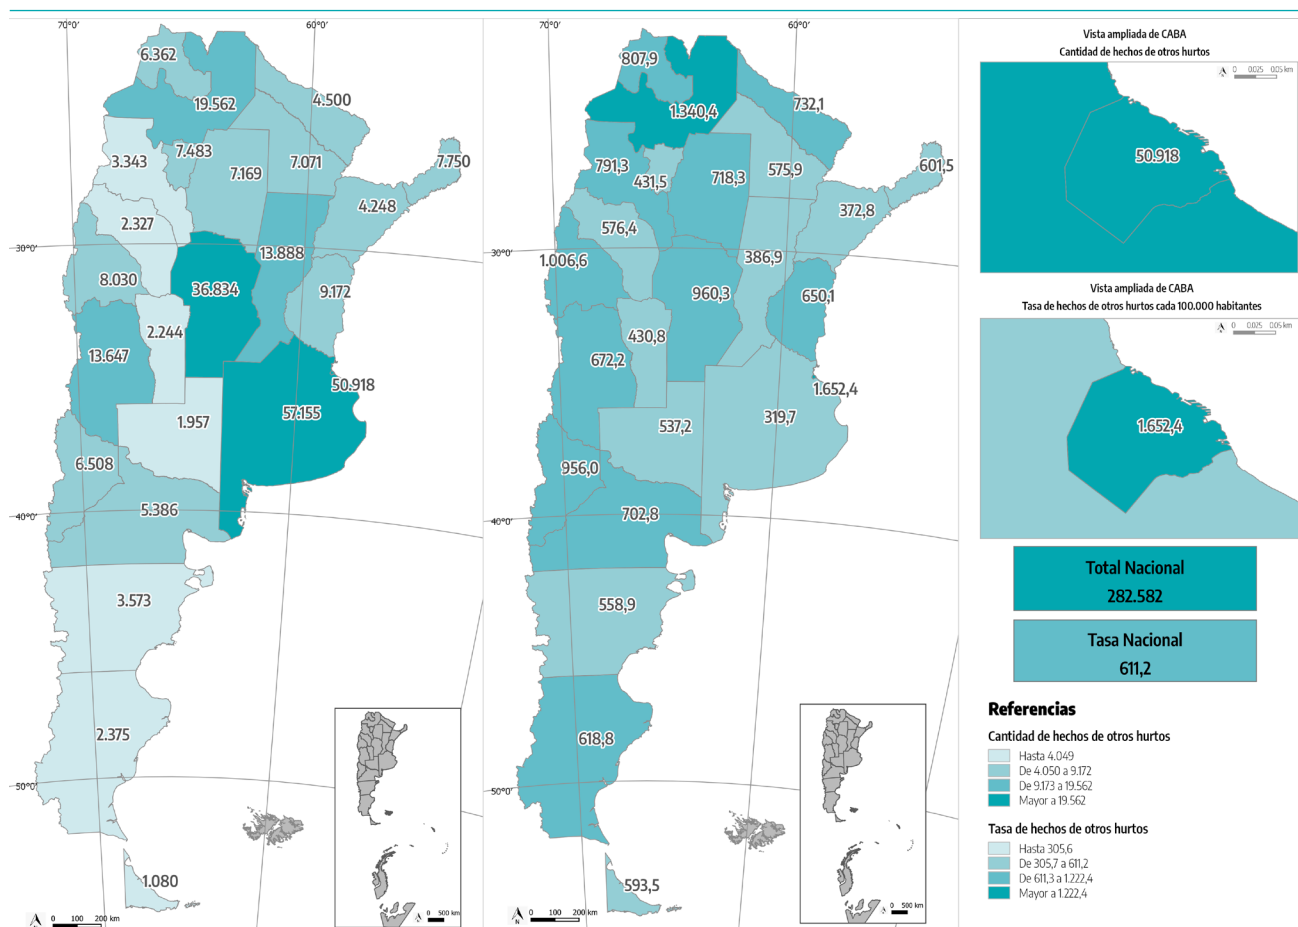 70°0'
60°0'
6.362
19.562
4.500
3.343
7.483
7.169
7.071
7.750
4.248
2.327
30°0'
8.030
36.834
13.888
9.172
2.244
13.647
50.918
57.155
1.957
6.508
5.386
40°0'
3.573
2.375
50°0'
1.080
0 100 200 km
0 500 km
70°0'
60°0'
807,9
1.340,4
732,1
791,3
431,5
718,3
575,9
601,5
372,8
576,4
30°0'
1.006,6
960,3
386,9
650,1
430,8
672,2
1.652,4
319,7
537,2
956,0
702,8
40°0'
558,9
618,8
50°0'
593,5
N
0 100 200 km
0 500 km
Vista ampliada de CABA
Cantidad de hechos de otros hurtos
0 0.025 0.05 km
50.918
Vista ampliada de CABA
Tasa de hechos de otros hurtos cada 100.000 habitantes
0 0.025 0.05 km
1.652,4
Total Nacional
282.582
Tasa Nacional
611,2
Referencias
Cantidad de hechos de otros hurtos
Hasta 4.049
De 4.050 a 9.172
De 9.173 a 19.562
Mayor a 19.562
Tasa de hechos de otros hurtos
Hasta 305,6
De 305,7 a 611,2
De 611,3 a 1.222,4
Mayor a 1.222,4